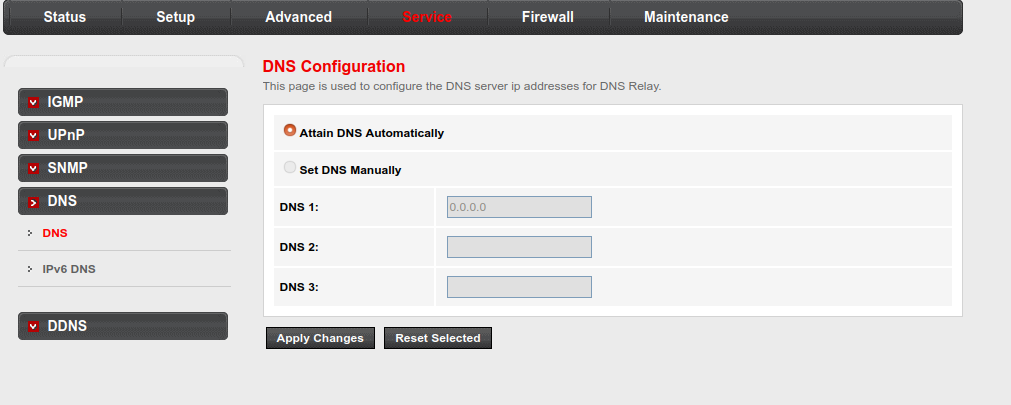 Status Setup Advanced Service Firewall Maintenance
DNS Configuration
This page is used to configure the DNS server ip addresses for DNS Relay.
IGMP
UPnP
SNMP
DNS
DNS
IPv6 DNS
DDNS
Attain DNS Automatically
Set DNS Manually
DNS 1: 0.0.0.0
DNS 2:
DNS 3:
Apply Changes Reset Selected